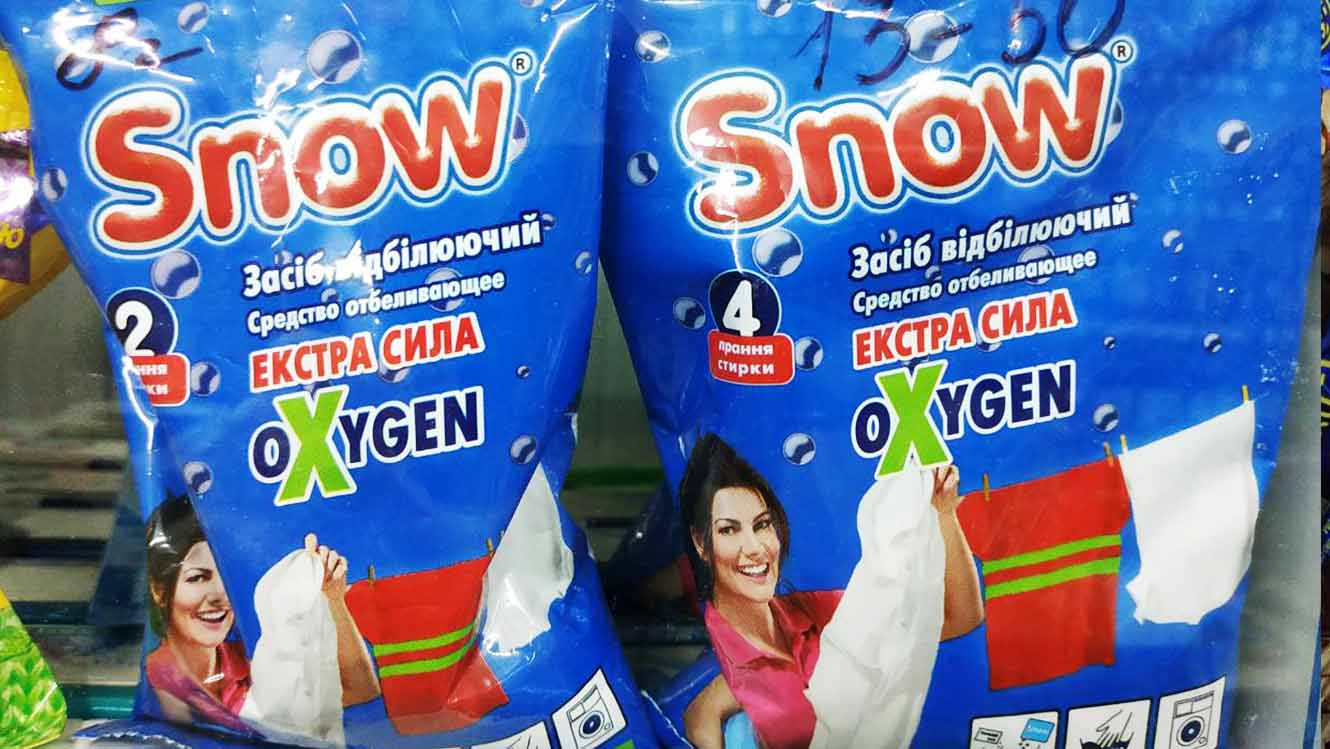 Snow®
Засіб відбілюючий
Средство отбеливающее
ЕКСТРА СИЛА
OXYGEN
2
13-50
Snow®
Засіб відбілюючий
Средство отбеливающее
4
прання
стирки
ЕКСТРА СИЛА
OXYGEN